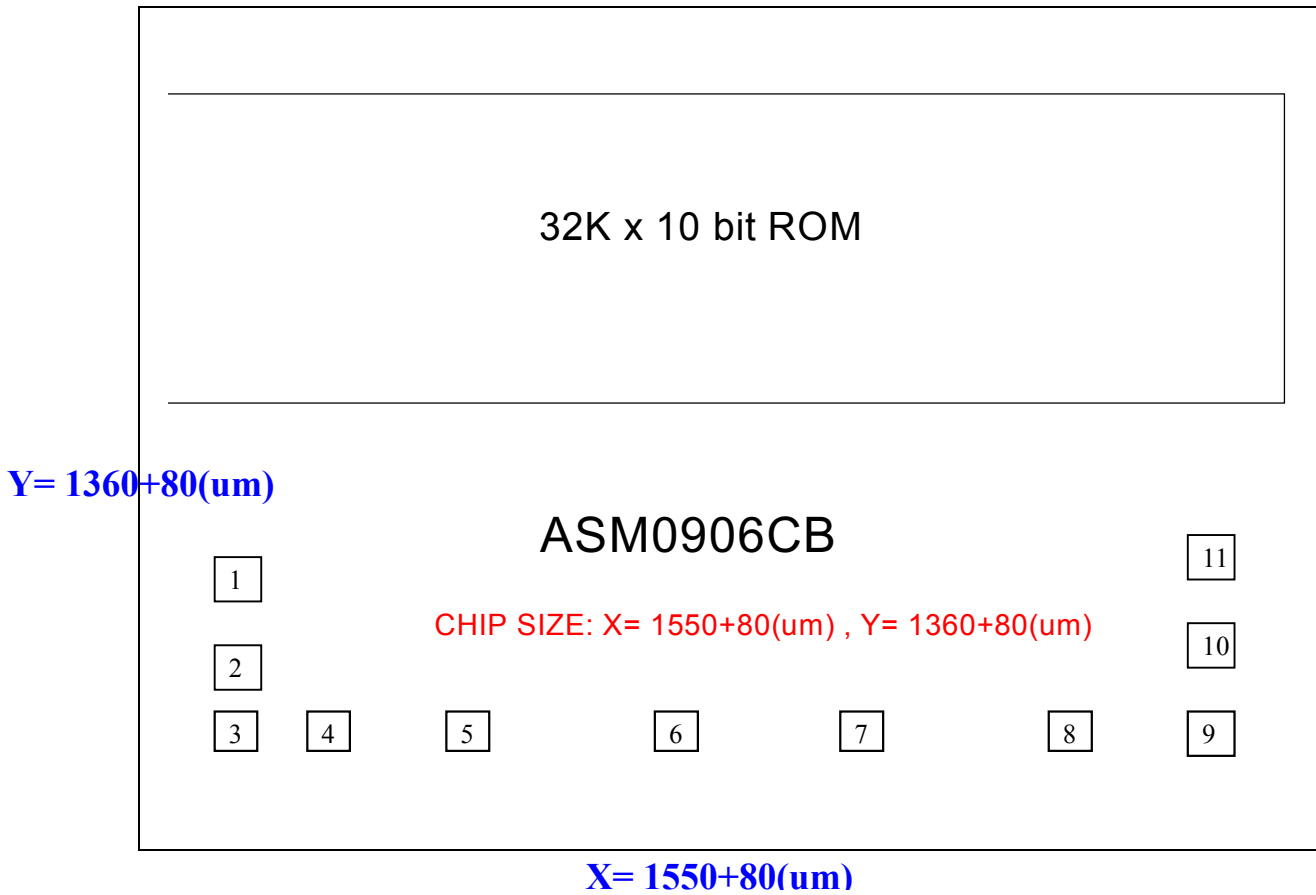 32K x 10 bit ROM
Y= 1360+80(um)
ASM0906CB
11
1
CHIP SIZE: X= 1550+80(um) , Y= 1360+80(um)
10
2
3 4 5 6 7 8 9
X= 1550+80(um)